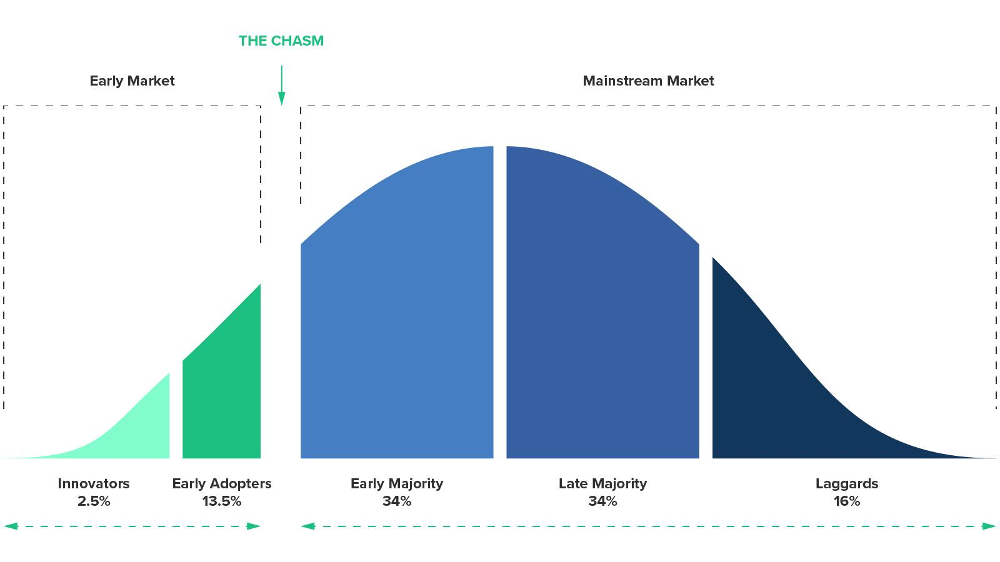 THE CHASM
Early Market
Mainstream Market
Innovators
2.5%
Early Adopters
13.5%
Early Majority
34%
Late Majority
34%
Laggards
16%